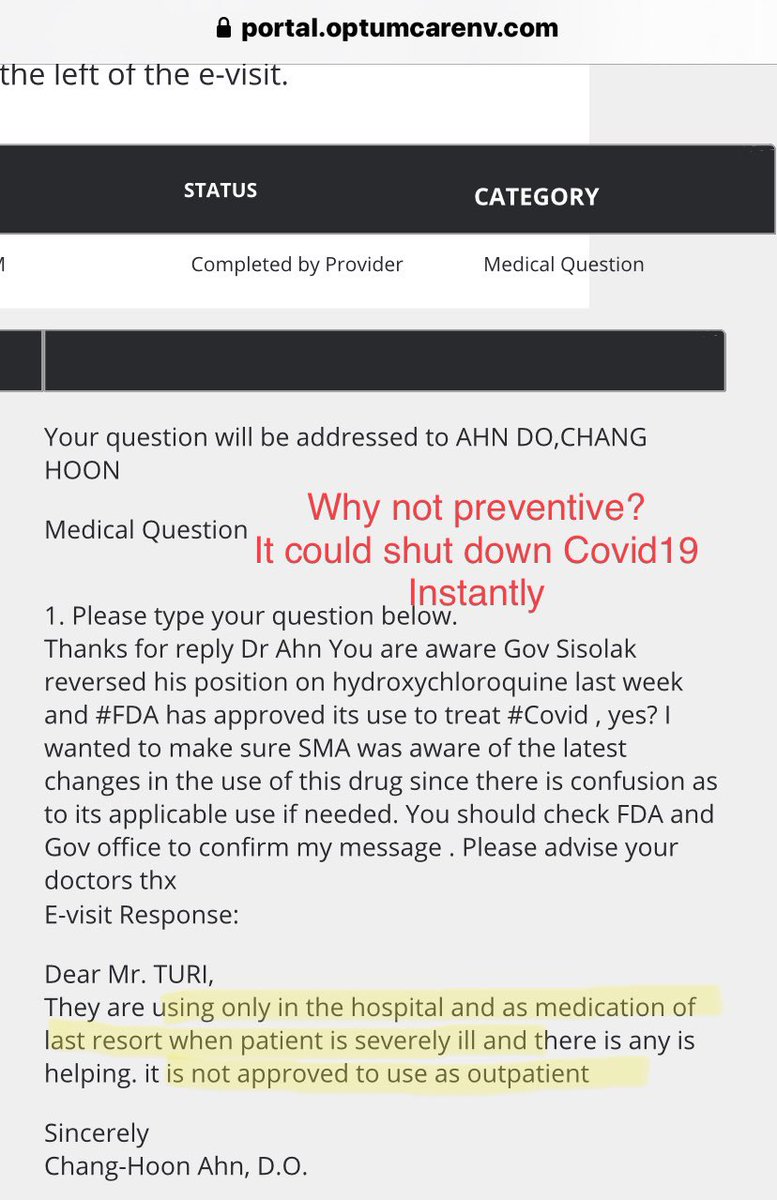 portal.optumcarenv.com
the left of the e-visit.
STATUS
CATEGORY
Completed by Provider
Medical Question
Your question will be addressed to AHN DO,CHANG
HOON
Why not preventive?
Medical Question
It could shut down Covid19
Instantly
1. Please type your question below.
Thanks for reply Dr Ahn You are aware Gov Sisolak
reversed his position on hydroxychloroquine last week
and #FDA has approved its use to treat #Covid , yes? I
wanted to make sure SMA was aware of the latest
changes in the use of this drug since there is confusion as
to its applicable use if needed. You should check FDA and
Gov office to confirm my message . Please advise your
doctors thx
E-visit Response:
Dear Mr. TURI,
They are using only in the hospital and as medication of
last resort when patient is severely ill and there is any is
helping. it is not approved to use as outpatient
Sincerely
Chang-Hoon Ahn, D.O.